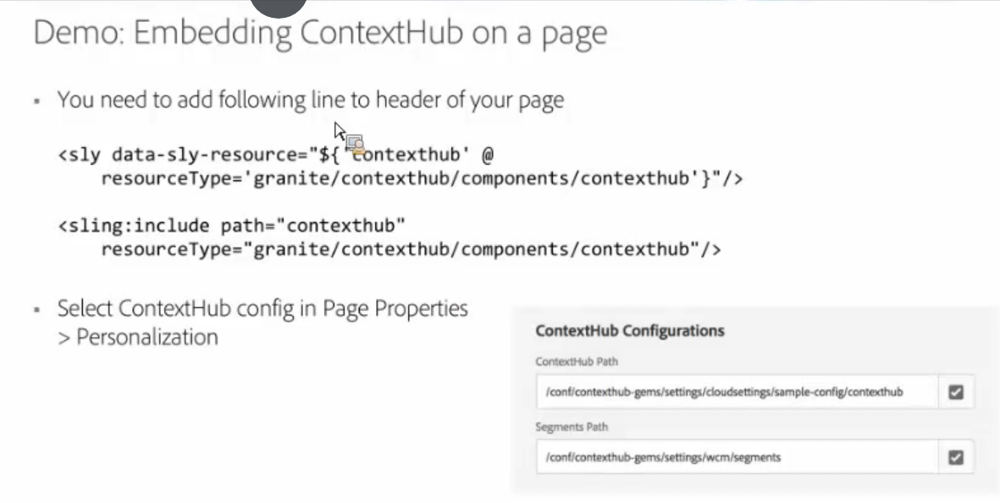 Demo: Embedding ContextHub on a page
▪ You need to add following line to header of your page
<sly data-sly-resource="${'contexthub' @
resourceType='granite/contexthub/components/contexthub'}"/>
<sling:include path="contexthub"
resourceType="granite/contexthub/components/contexthub"/>
▪ Select ContextHub config in Page Properties
> Personalization
ContextHub Configurations
ContextHub Path
/conf/contexthub-gems/settings/cloudsettings/sample-config/contexthub
Segments Path
/conf/contexthub-gems/settings/wcm/segments